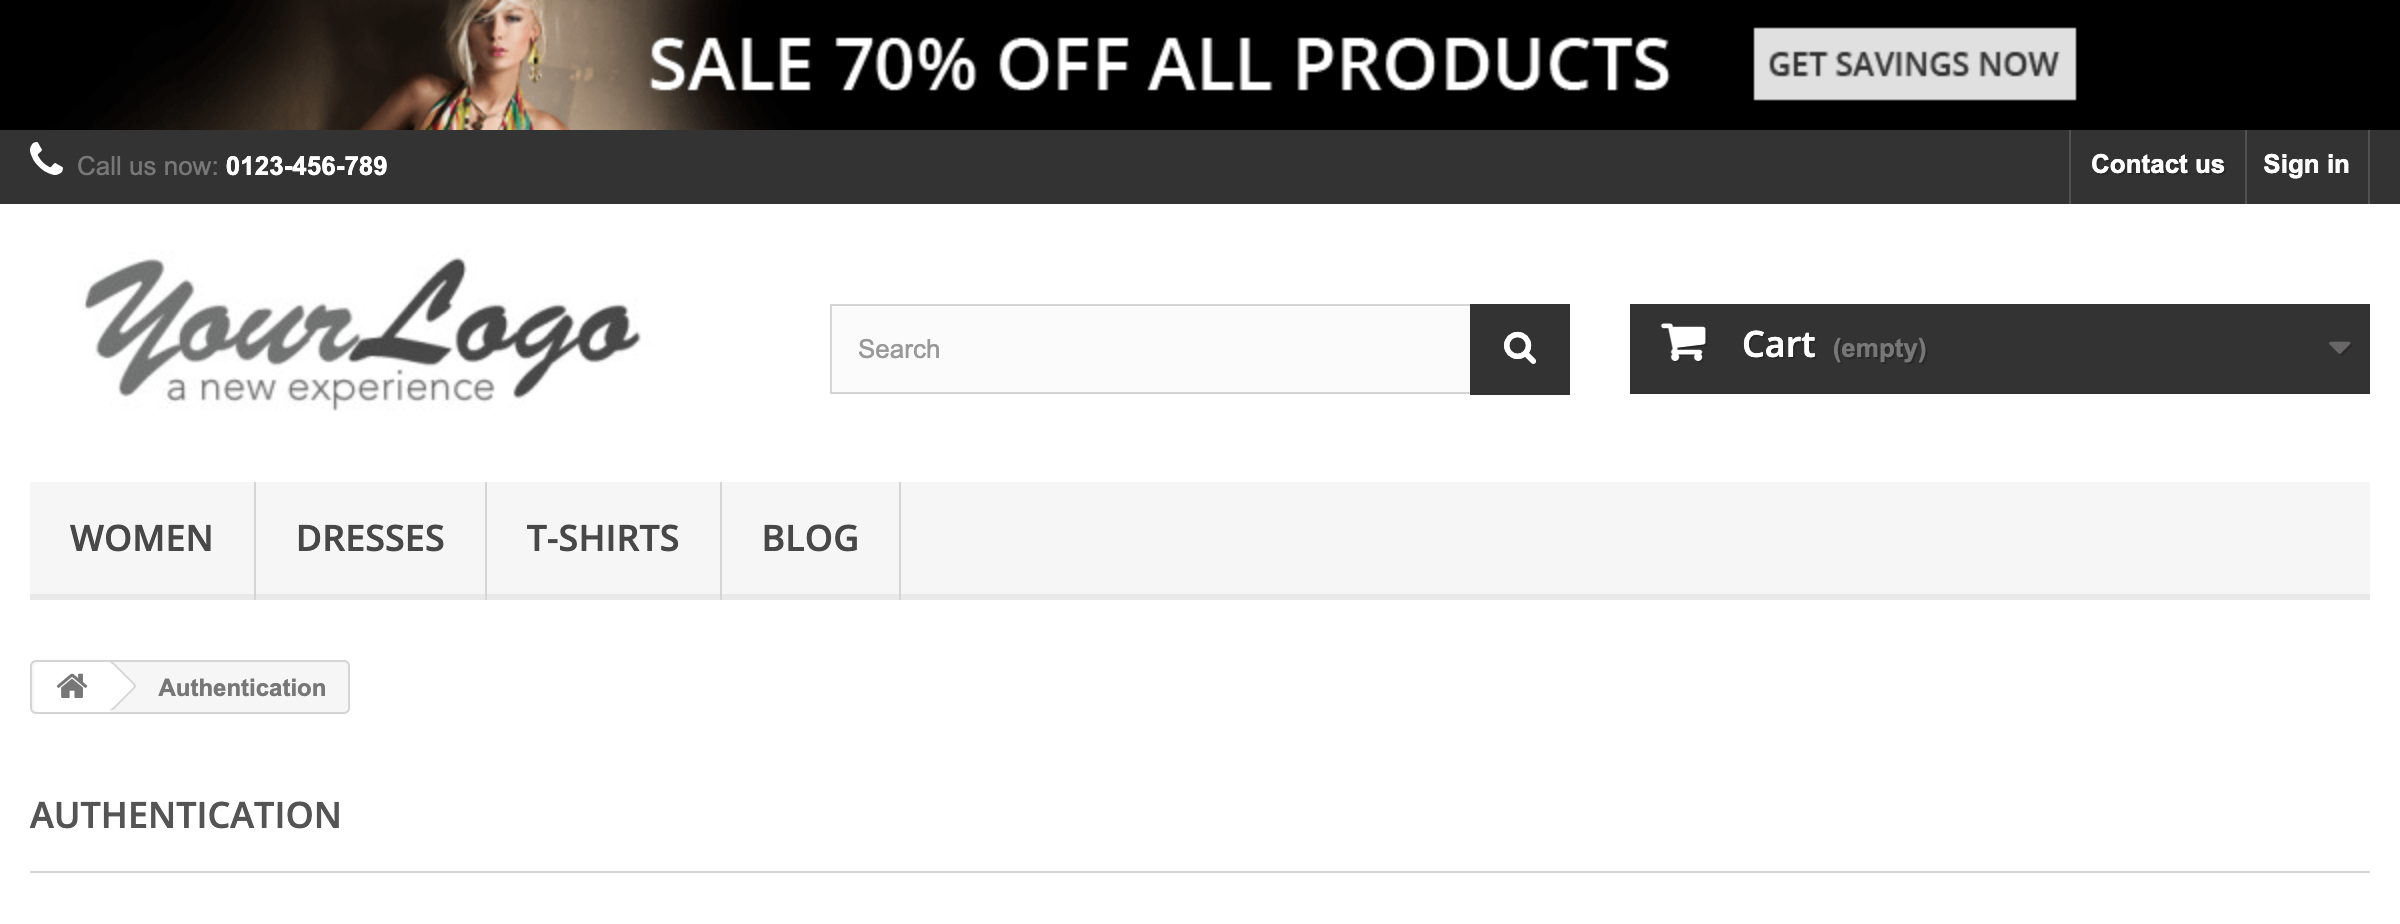 SALE 70% OFF ALL PRODUCTS GET SAVINGS NOW
Call us now: 0123-456-789 Contact us Sign in
YourLogo
a new experience
Search
Cart (empty)
WOMEN DRESSES T-SHIRTS BLOG
Authentication
AUTHENTICATION